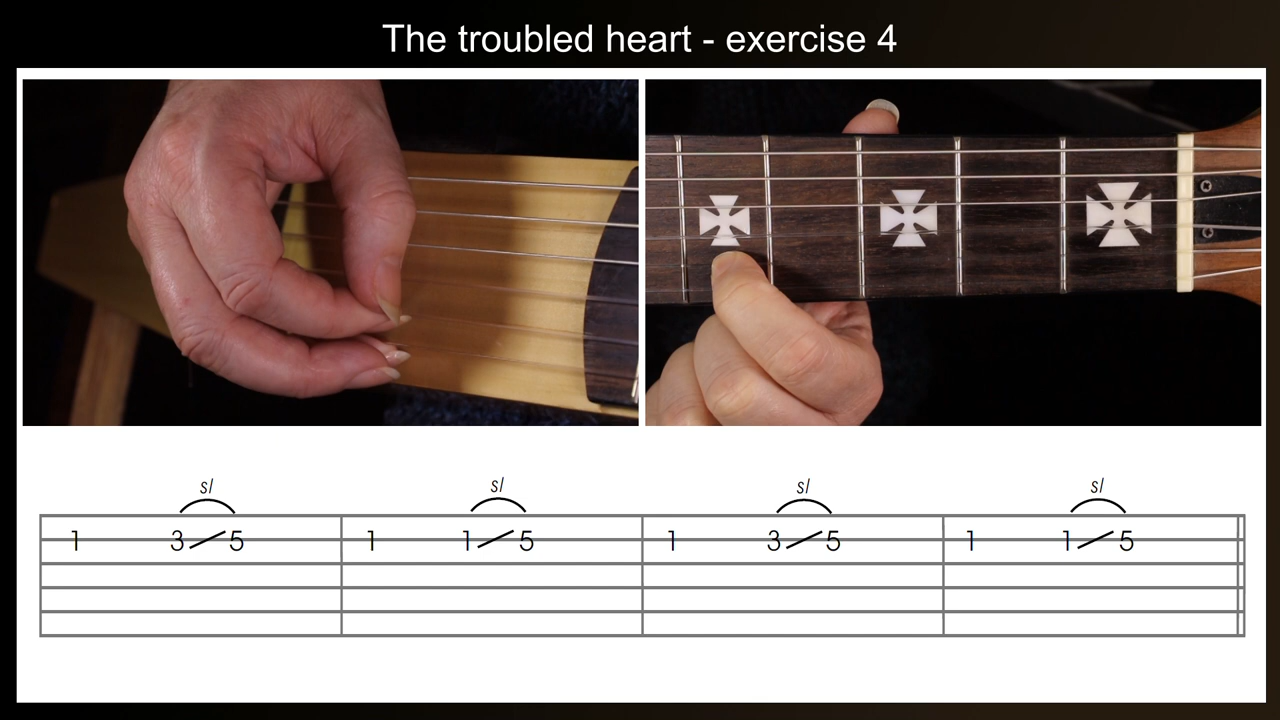 The troubled heart - exercise 4
sl sl sl sl
1 3 5 1 1 5 1 3 5 1 1 5